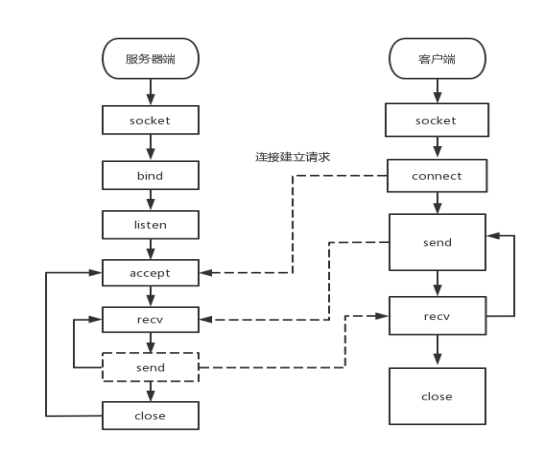 服务器端
socket
bind
listen
accept
recv
send
close
连接建立请求
客户端
socket
connect
send
recv
close